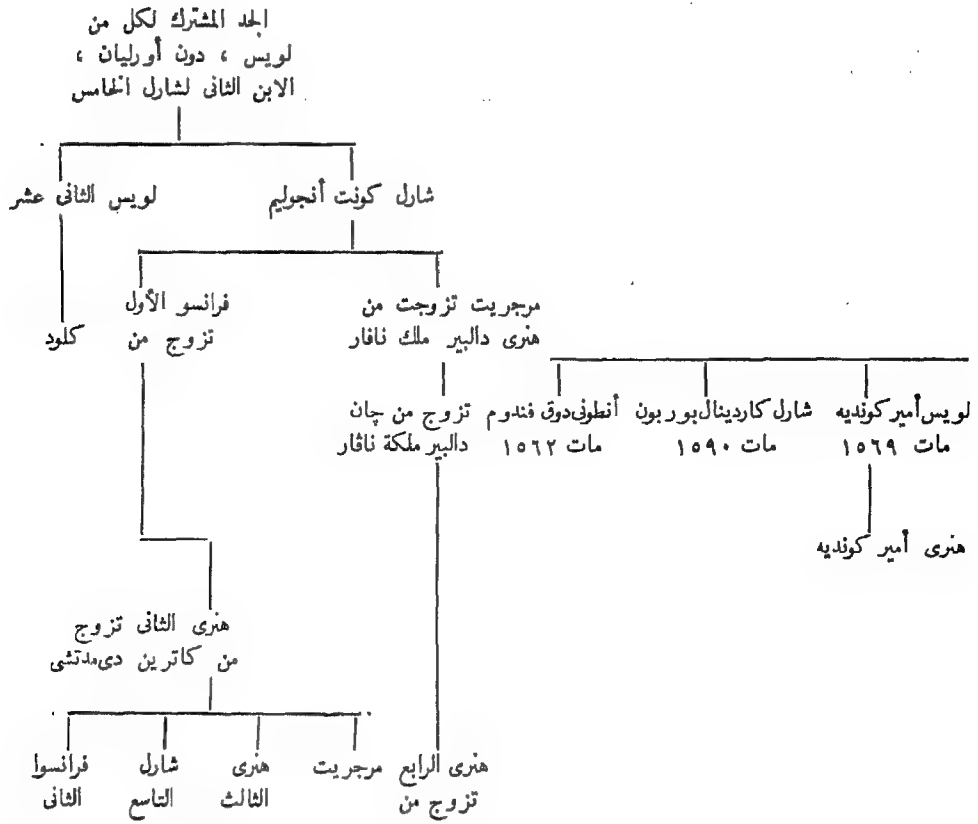 الجد المشترك لكل من
لويس ، دون أورليان ،
الابن الثانى لشارل الخامس
شارل كونت أنجوليم
لويس الثانى عشر
مرجريت تزوجت من
هنرى دالبير ملك نافار
فرانسو الأول
تزوج من
كلود
لويس أمير كونديه
مات ١٥٦٩
شارل كاردينال بوربون
مات ١٥٩٠
أنطونى دوق فندوم
مات ١٥٦٢
تزوج من چان
دالبير ملكة ناڤار
هنرى أمير كونديه
هنرى الثانى تزوج
من كاترين دى مدتشى
هنرى الرابع
تزوج من
مرجريت
هنرى
الثالث
شارل
التاسع
فرانسوا
الثانى